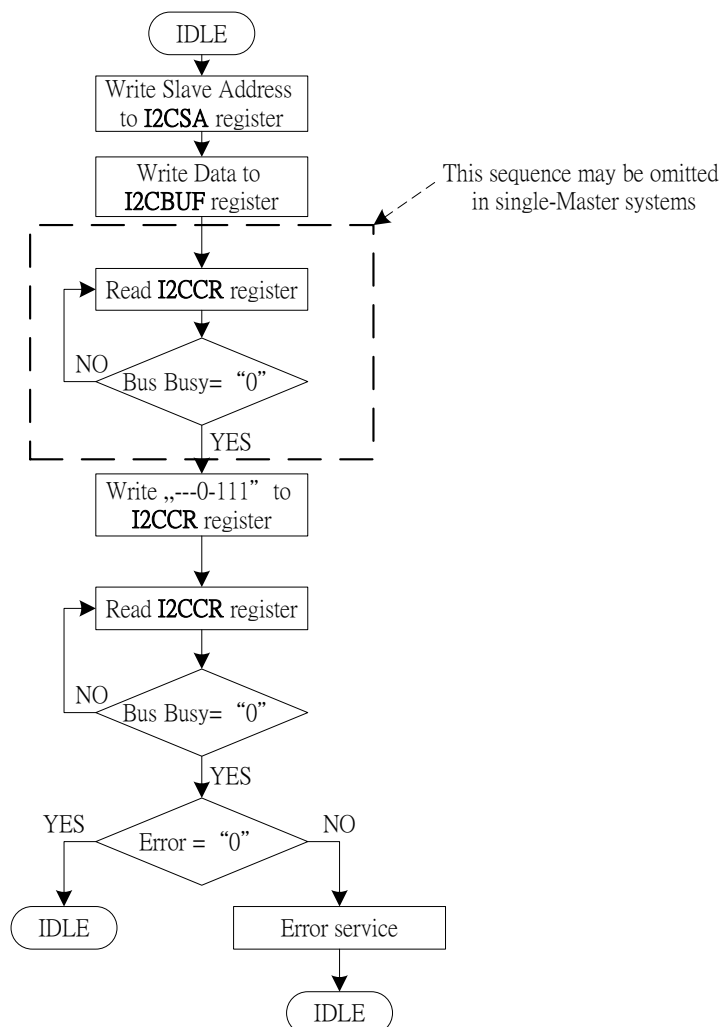 IDLE
Write Slave Address
to I2CSA register
Write Data to
I2CBUF register
This sequence may be omitted
in single-Master systems
Read I2CCR register
NO
Bus Busy= “0”
YES
Write „---0-111” to
I2CCR register
Read I2CCR register
NO
Bus Busy= “0”
YES
YES
NO
Error = “0”
IDLE
Error service
IDLE